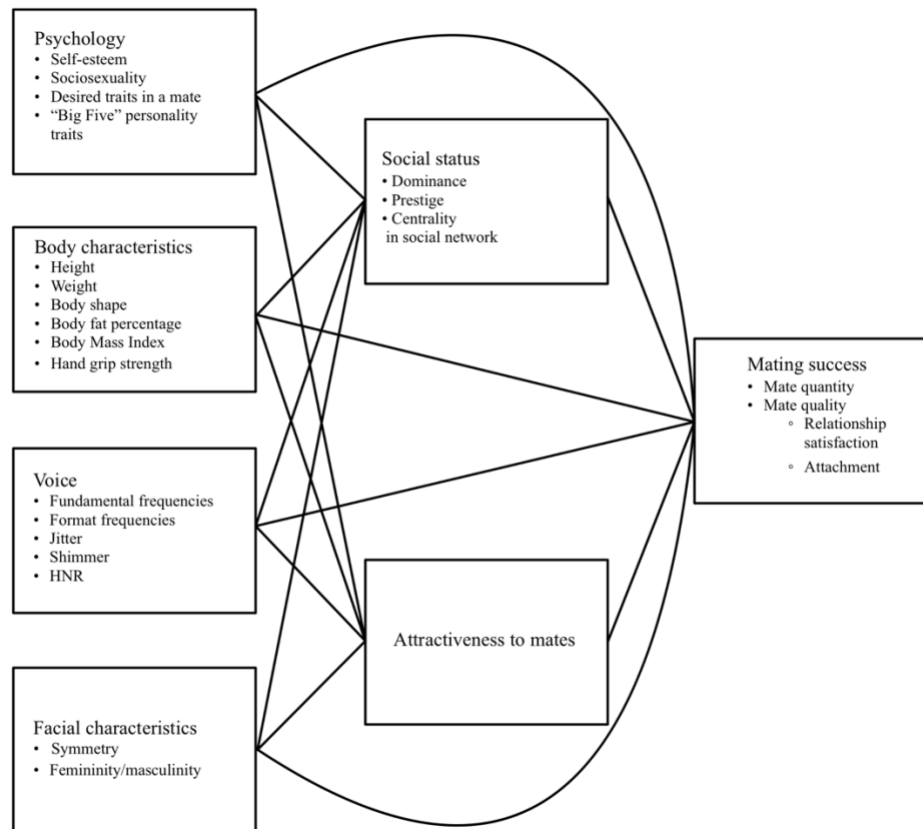 Psychology
• Self-esteem
• Sociosexuality
• Desired traits in a mate
• “Big Five” personality
traits
Social status
• Dominance
• Prestige
• Centrality
in social network
Body characteristics
• Height
• Weight
• Body shape
• Body fat percentage
• Body Mass Index
• Hand grip strength
Mating success
• Mate quantity
• Mate quality
◦ Relationship
satisfaction
◦ Attachment
Voice
• Fundamental frequencies
• Format frequencies
• Jitter
• Shimmer
• HNR
Attractiveness to mates
Facial characteristics
• Symmetry
• Femininity/masculinity